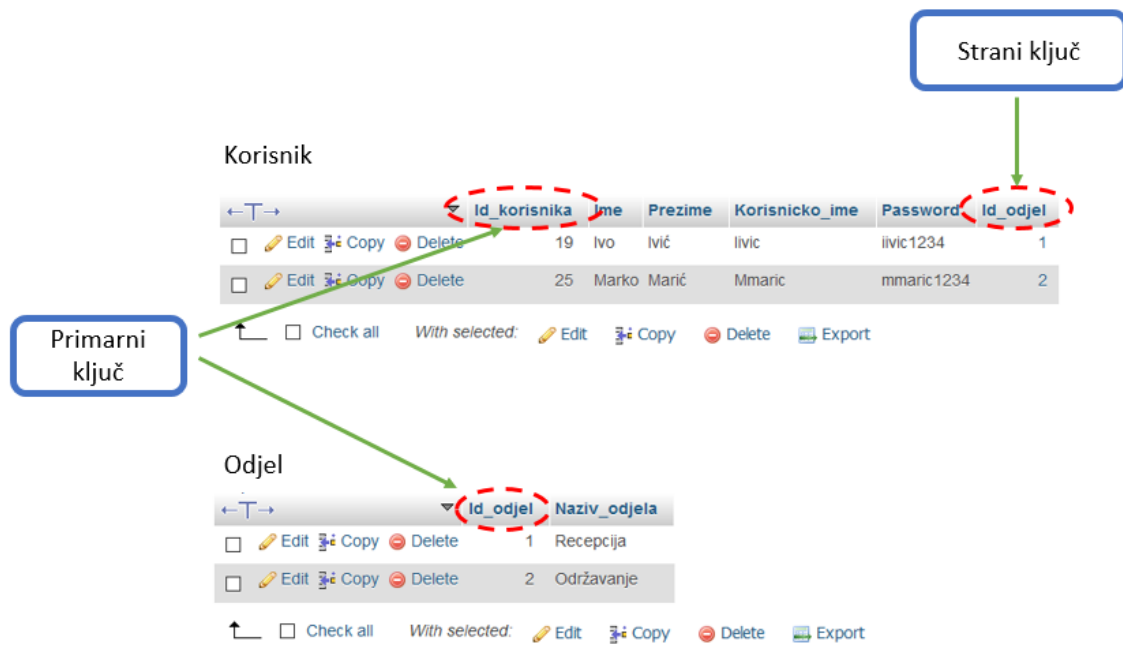 Strani ključ
Korisnik
←T→ Id_korisnika Ime Prezime Korisnicko_ime Password Id_odjel
Edit Copy Delete 19 Ivo Ivić Iivic iivic1234 1
Edit Copy Delete 25 Marko Marić Mmaric mmaric1234 2
Check all With selected: Edit Copy Delete Export
Primarni
ključ
Odjel
←T→ Id_odjel Naziv_odjela
Edit Copy Delete 1 Recepcija
Edit Copy Delete 2 Održavanje
Check all With selected: Edit Copy Delete Export